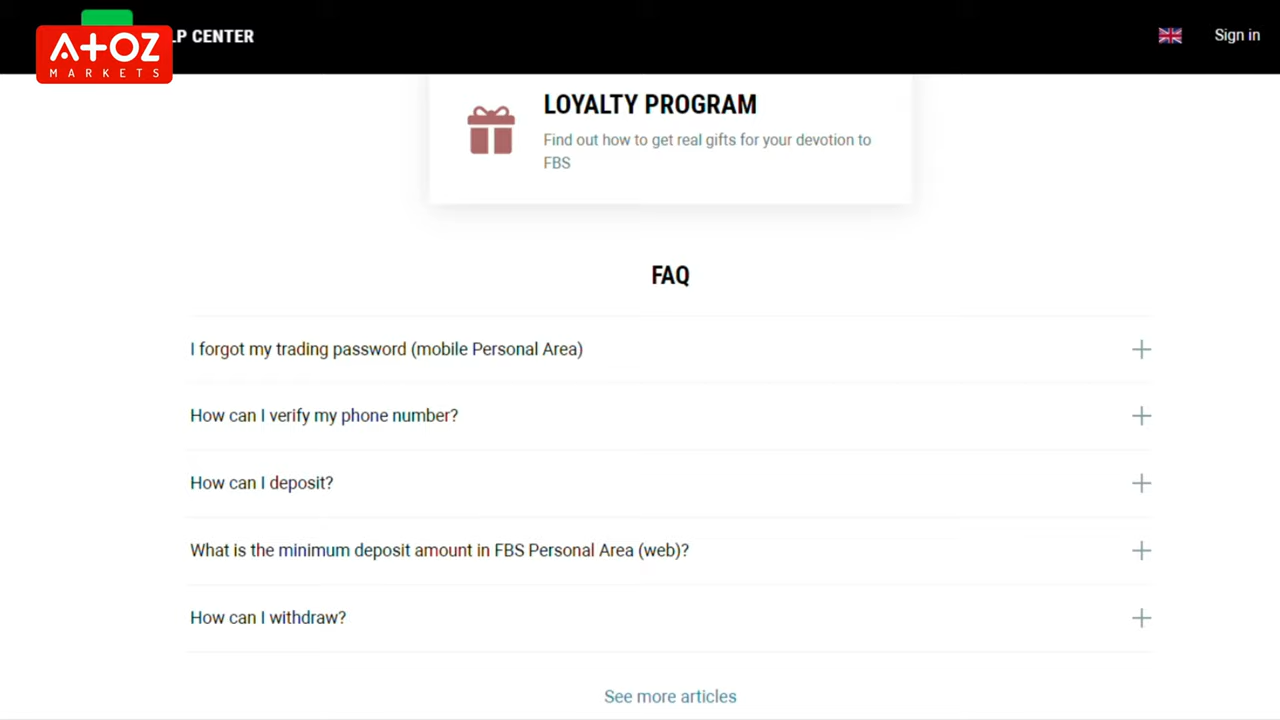 A+OZ
MARKETS
LP CENTER
Sign in
LOYALTY PROGRAM
Find out how to get real gifts for your devotion to
FBS
FAQ
I forgot my trading password (mobile Personal Area)
How can I verify my phone number?
How can I deposit?
What is the minimum deposit amount in FBS Personal Area (web)?
How can I withdraw?
See more articles